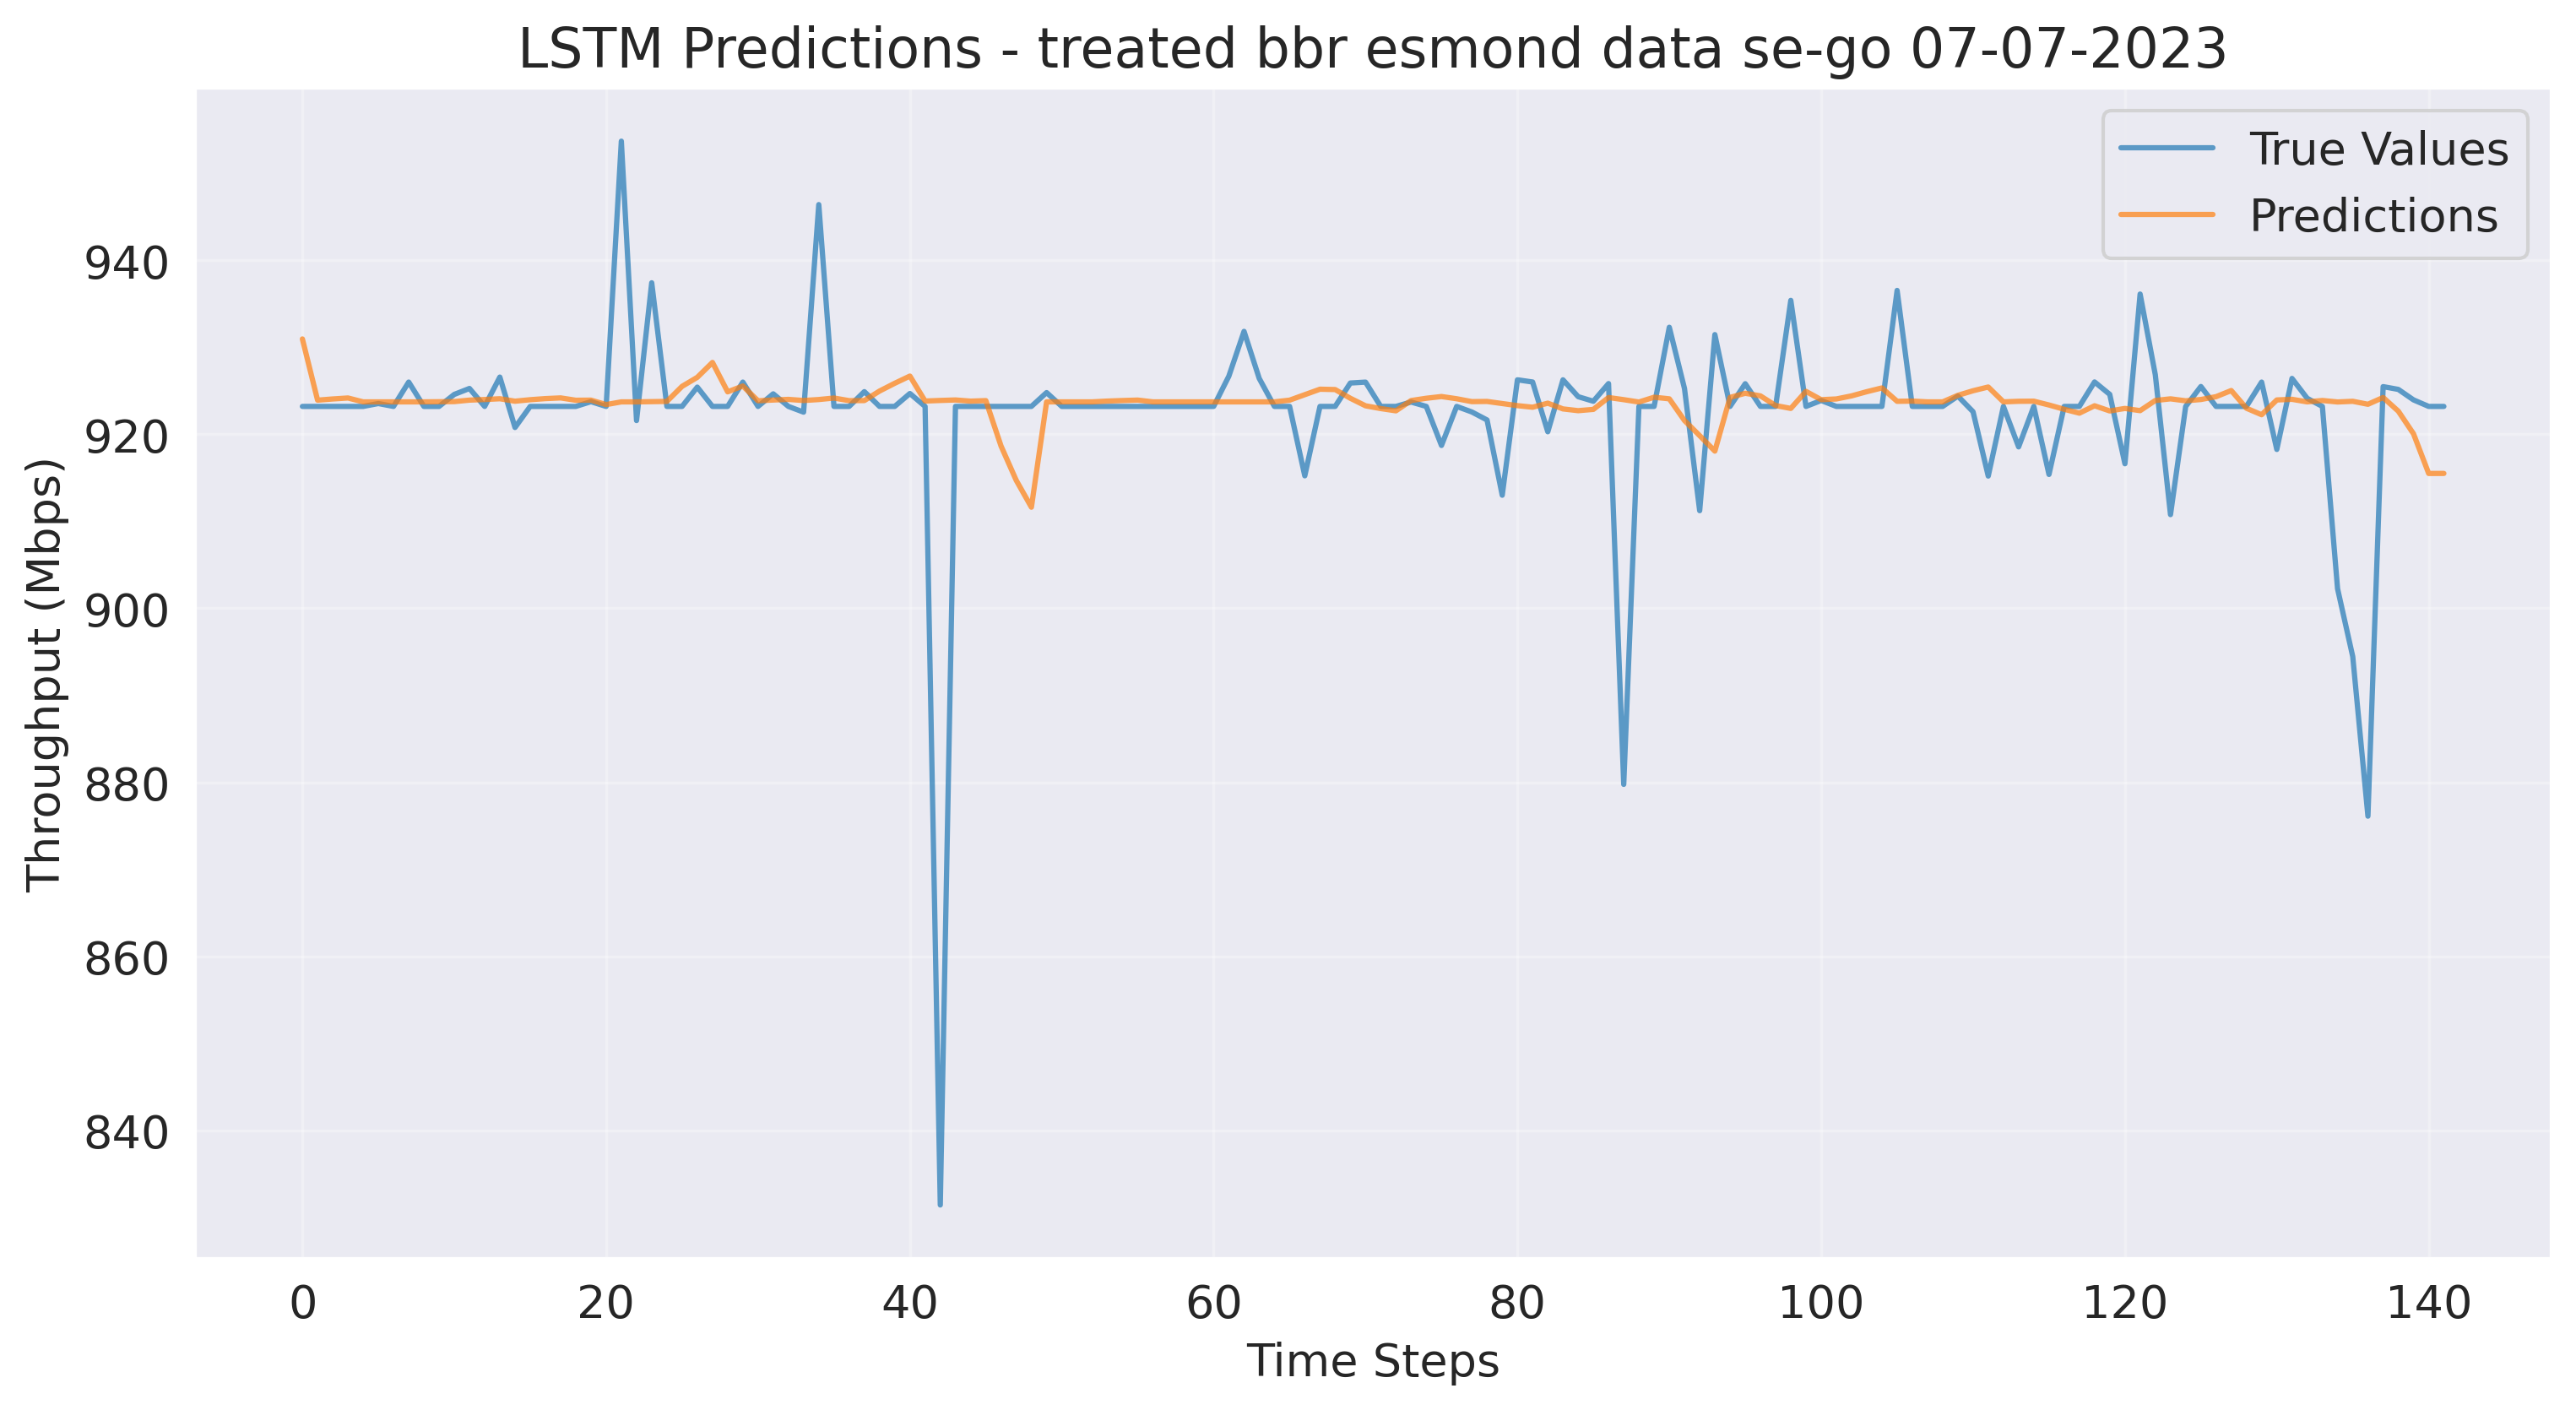 LSTM Predictions - treated bbr esmond data se-go 07-07-2023
True Values
Predictions
Throughput (Mbps)
940
920
900
880
860
840
0 20 40 60 80 100 120 140
Time Steps